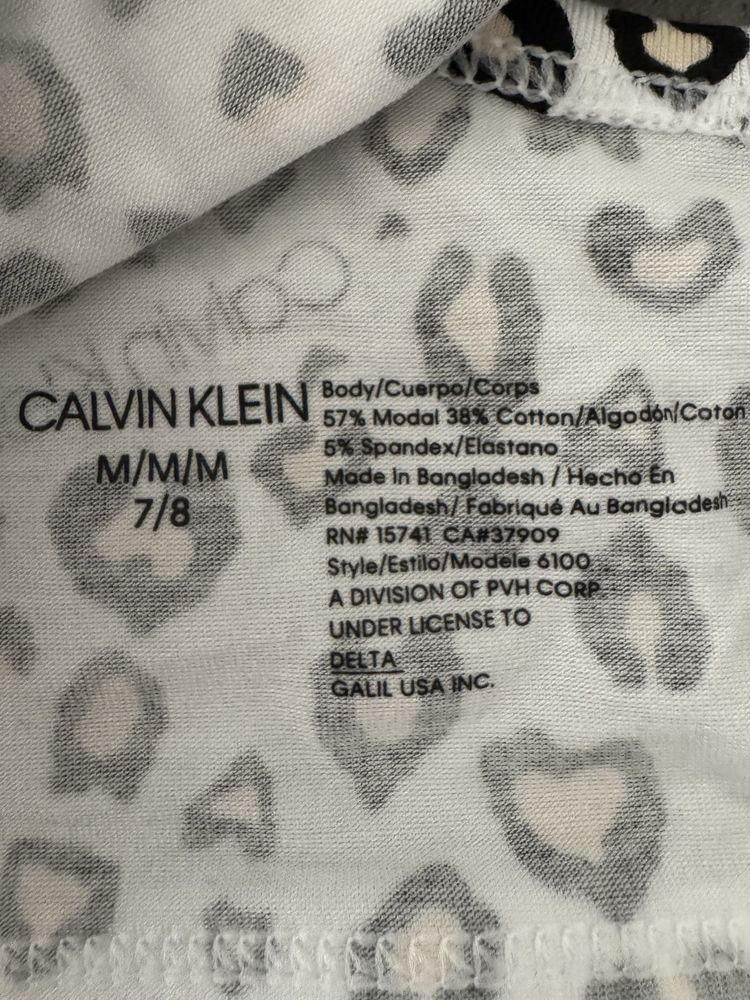 CALVIN KLEIN
M/M/M
7/8
Body/Cuerpo/Corps
57% Modal 38% Cotton/Algodón/Coton
5% Spandex/Elastano
Made In Bangladesh / Hecho En
Bangladesh/ Fabriqué Au Bangladesh
RN# 15741 CA#37909
Style/Estilo/Modele 6100
A DIVISION OF PVH CORP.
UNDER LICENSE TO
DELTA
GALIL USA INC.